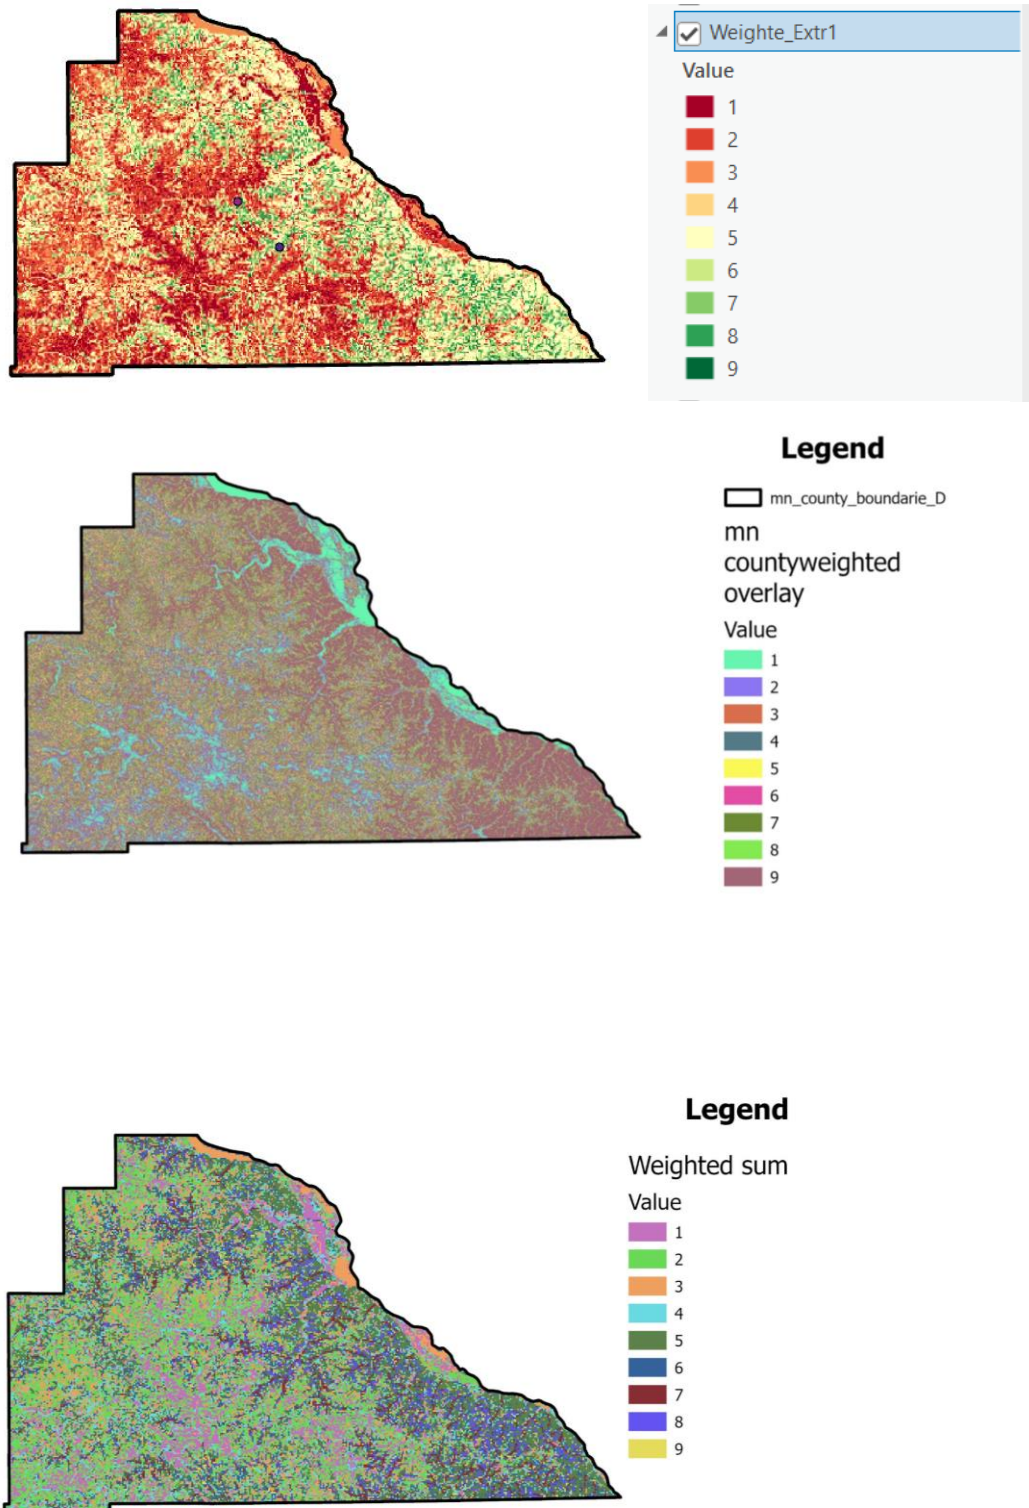 Weighte_Extr1
Value
1
2
3
4
5
6
7
8
9
Legend
mn_county_boundarie_D
mn
countyweighted
overlay
Value
1
2
3
4
5
6
7
8
9
Legend
Weighted sum
Value
1
2
3
4
5
6
7
8
9